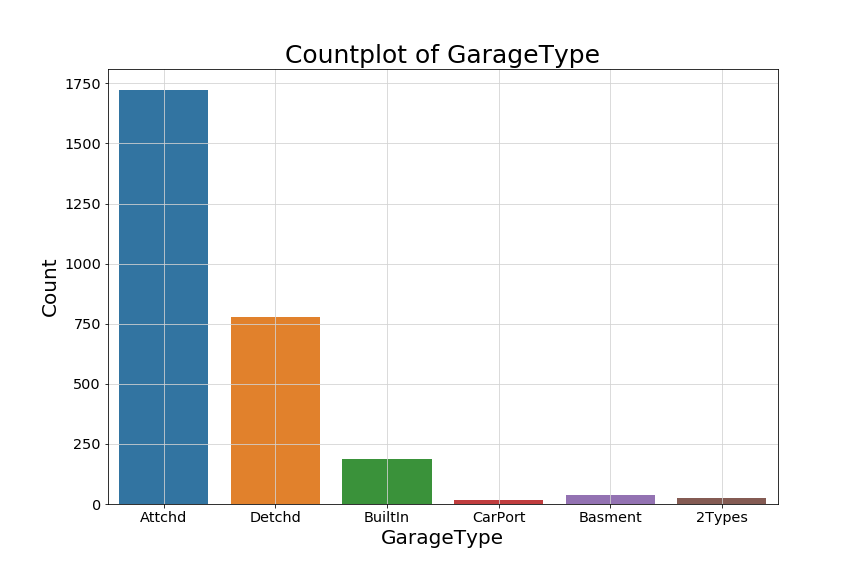 Countplot of GarageType
Count
1750
1500
1250
1000
750
500
250
0
Attchd Detchd BuiltIn CarPort Basment 2Types
GarageType